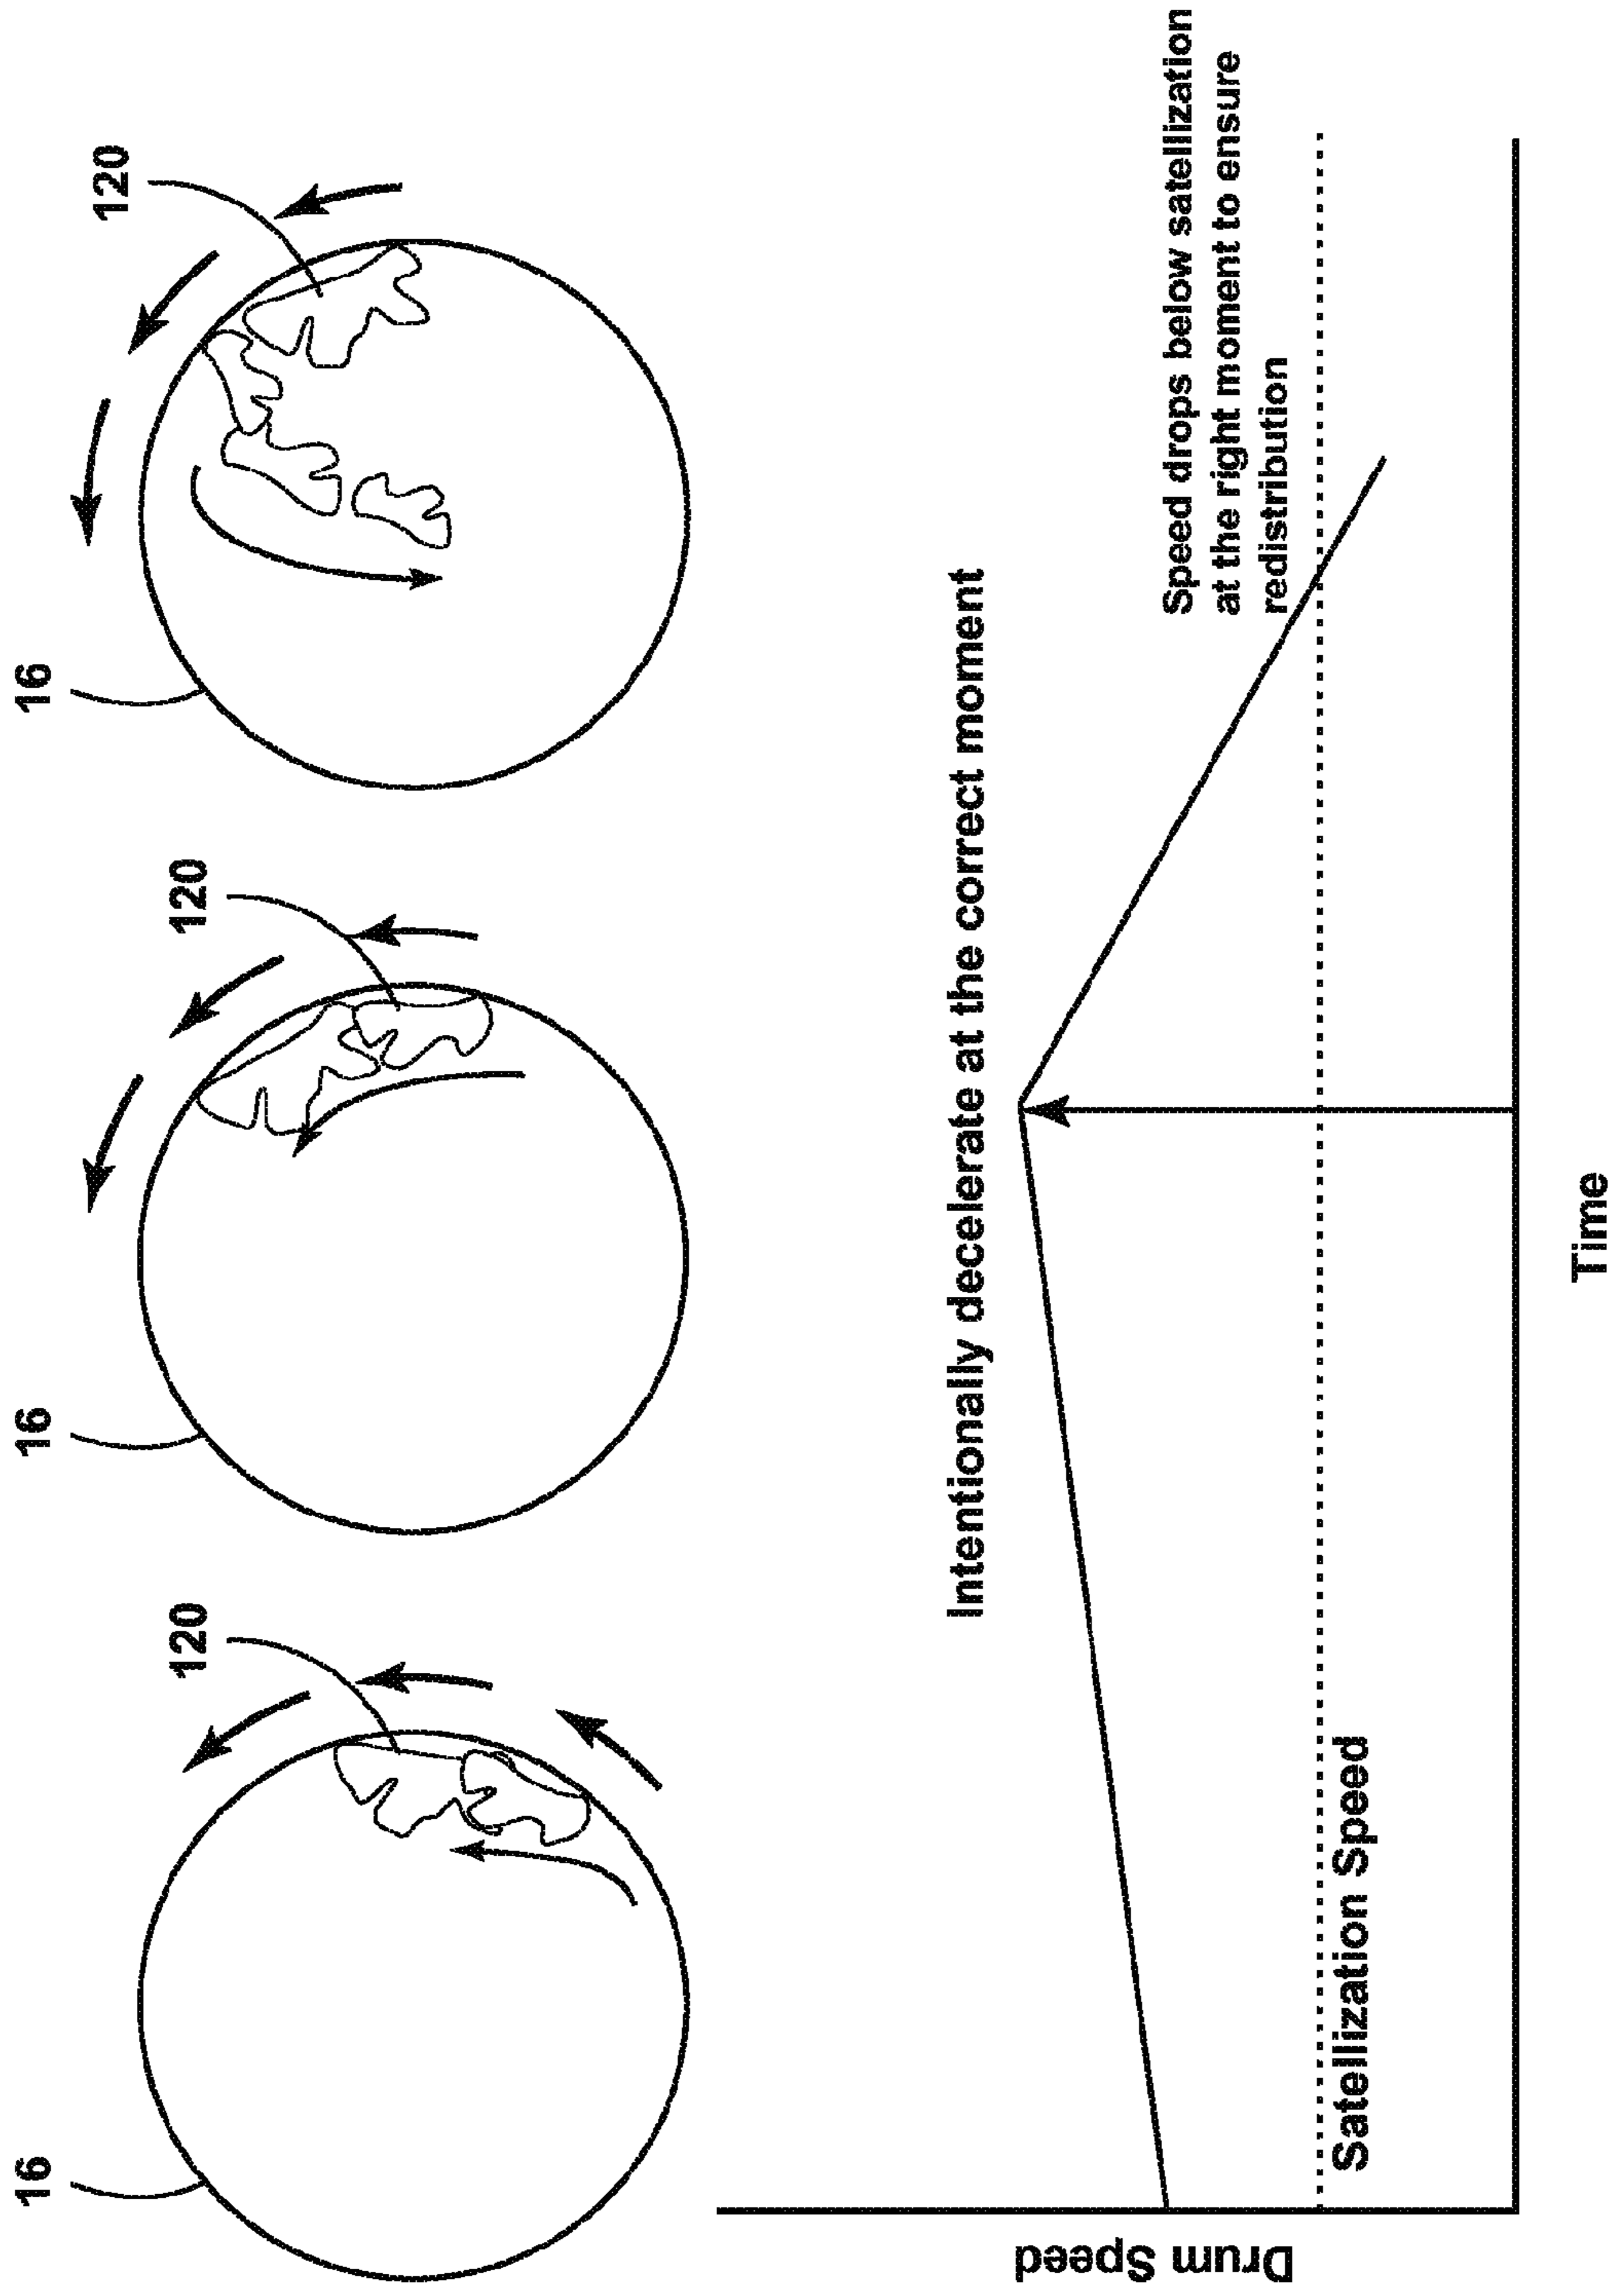 16
120
16
120
16
120
Intentionally decelerate at the correct moment
Speed drops below satellization
at the right moment to ensure
redistribution
Satellization Speed
Drum Speed
Time